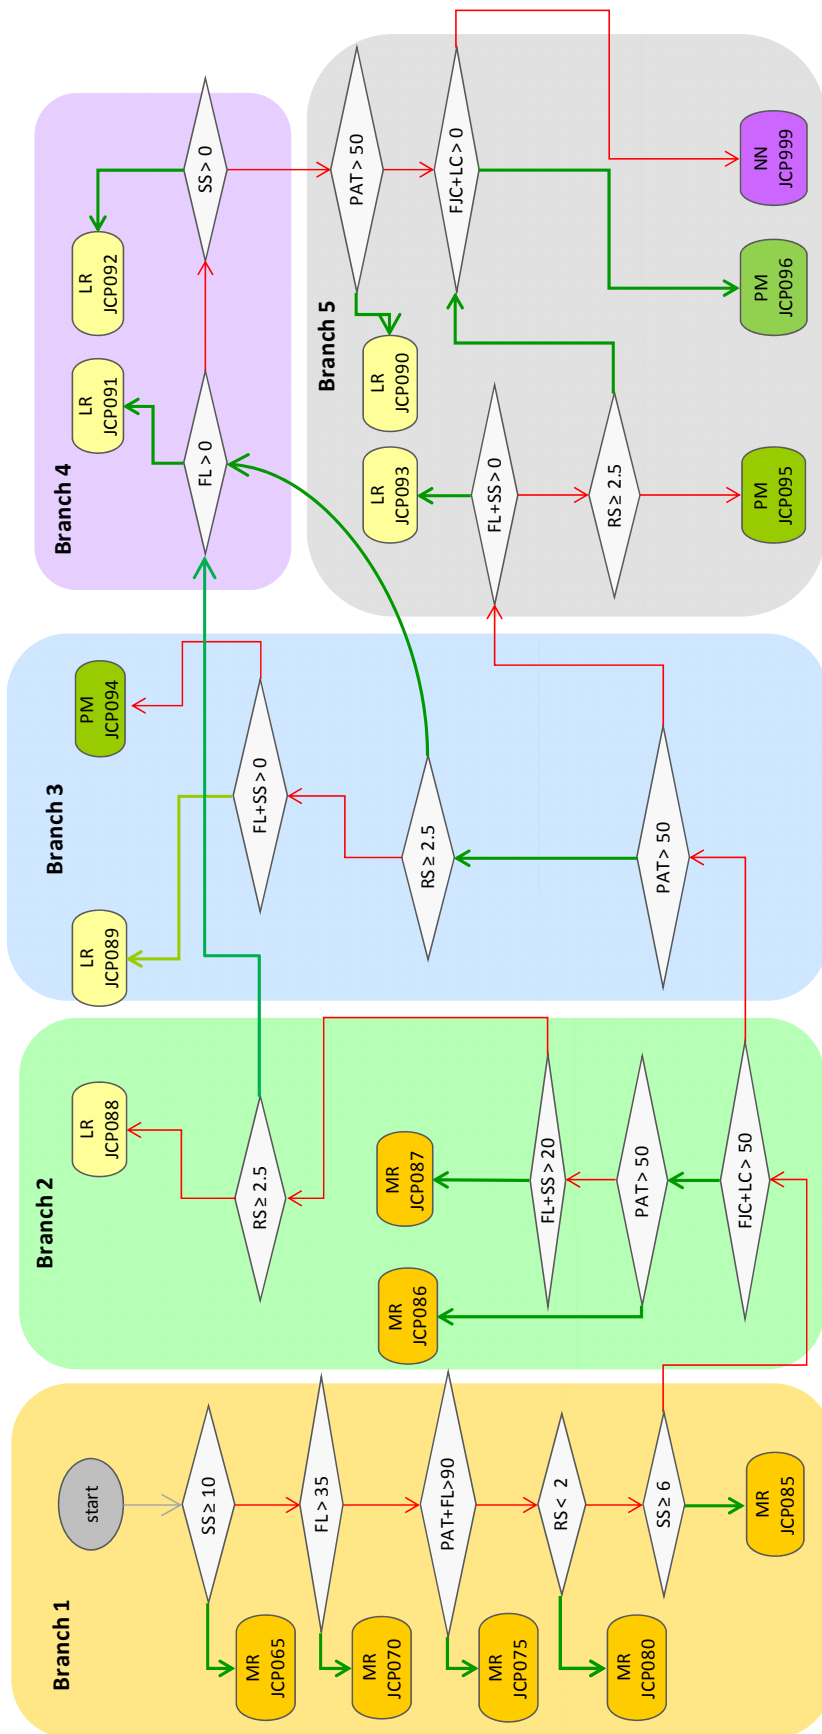 Branch 1
start
SS ≥ 10
MR
JCP065
FL > 35
MR
JCP070
PAT+FL>90
MR
JCP075
RS < 2
MR
JCP080
SS ≥ 6
MR
JCP085
Branch 2
FJC+LC > 50
PAT > 50
MR
JCP086
FL+SS > 20
MR
JCP087
RS ≥ 2.5
LR
JCP088
Branch 3
PAT > 50
RS ≥ 2.5
FL+SS > 0
LR
JCP089
PM
JCP094
Branch 4
FL > 0
LR
JCP091
SS > 0
LR
JCP092
Branch 5
FL+SS > 0
LR
JCP093
RS ≥ 2.5
PM
JCP095
PAT > 50
LR
JCP090
FJC+LC > 0
PM
JCP096
NN
JCP999